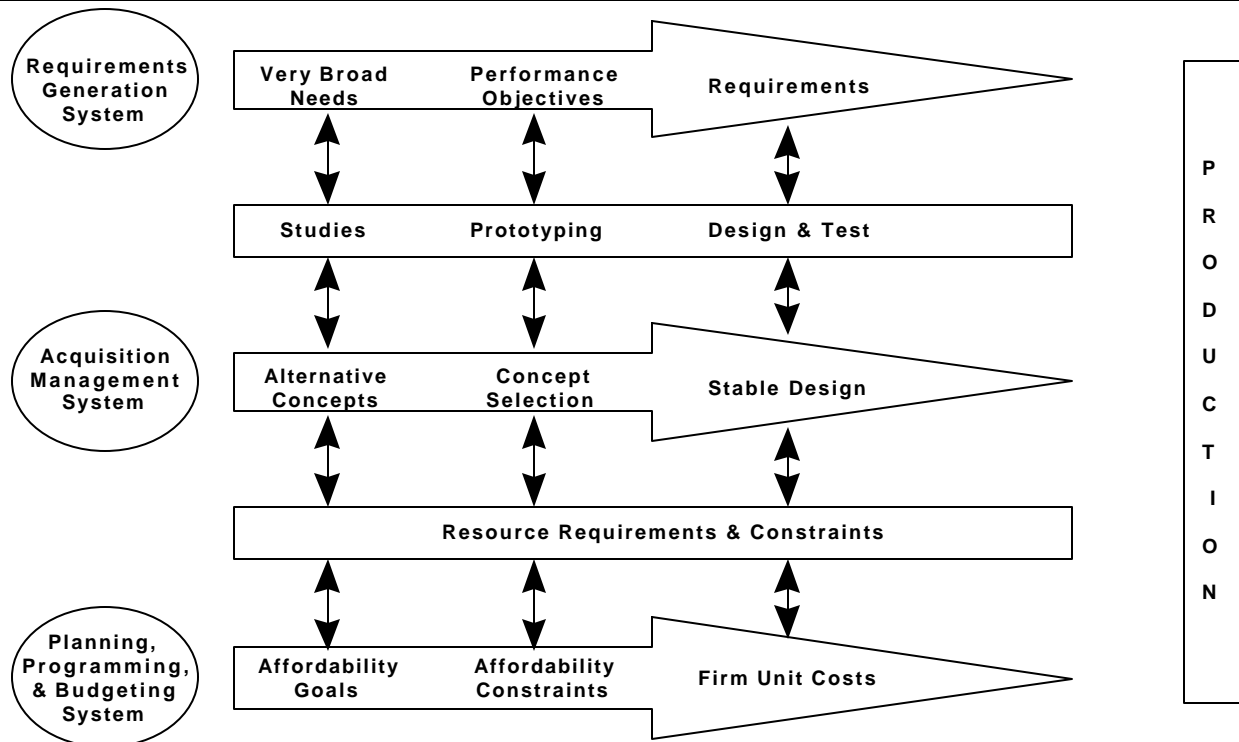 Requirements
Generation
System
Very Broad
Needs
Performance
Objectives
Requirements
Studies
Prototyping
Design & Test
Acquisition
Management
System
Alternative
Concepts
Concept
Selection
Stable Design
Resource Requirements & Constraints
Planning,
Programming,
& Budgeting
System
Affordability
Goals
Affordability
Constraints
Firm Unit Costs
P
R
O
D
U
C
T
I
O
N